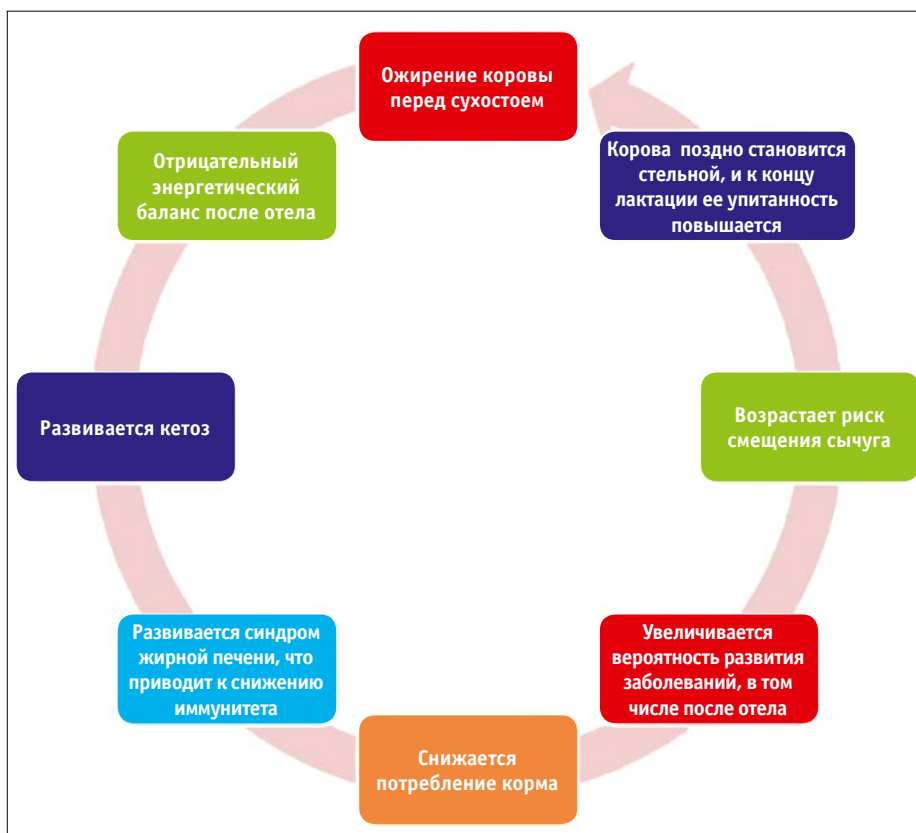 Ожирение коровы
перед сухостоем
Отрицательный
энергетический
баланс после отела
Развивается кетоз
Развивается синдром
жирной печени, что
приводит к снижению
иммунитета
Снижается
потребление корма
Увеличивается
вероятность развития
заболеваний, в том
числе после отела
Возрастает риск
смещения сычуга
Корова поздно становится
стельной, и к концу
лактации ее упитанность
повышается